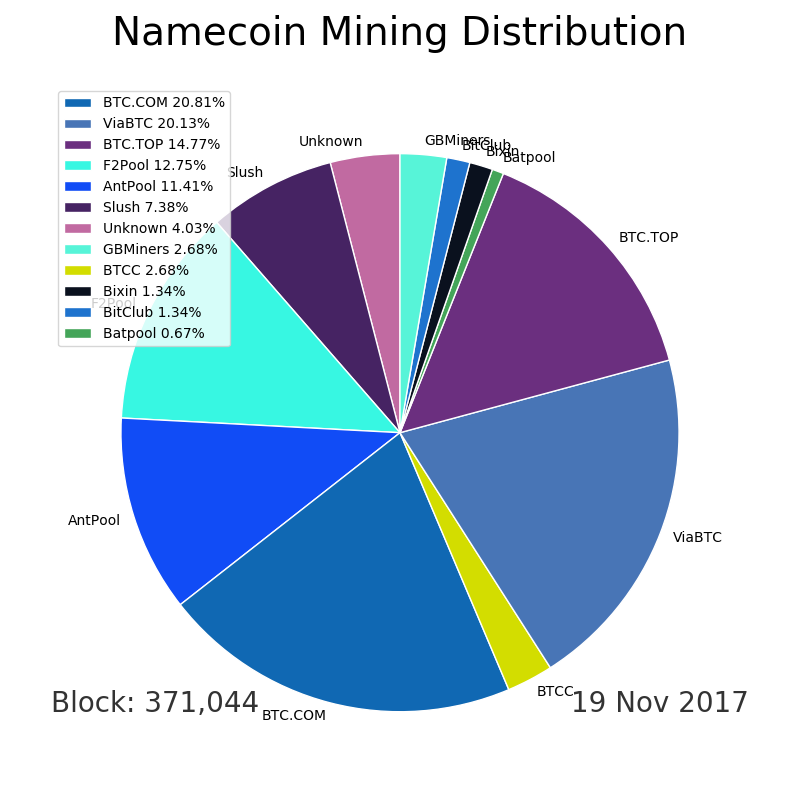 Namecoin Mining Distribution
BTC.COM 20.81%
ViaBTC 20.13%
BTC.TOP 14.77%
F2Pool 12.75%
AntPool 11.41%
Slush 7.38%
Unknown 4.03%
GBMiners 2.68%
BTCC 2.68%
Bixin 1.34%
BitClub 1.34%
Batpool 0.67%
Unknown
GBMiners
BitClub
Bixin
Batpool
Slush
BTC.TOP
F2Pool
AntPool
ViaBTC
BTCC
BTC.COM
Block: 371,044
19 Nov 2017